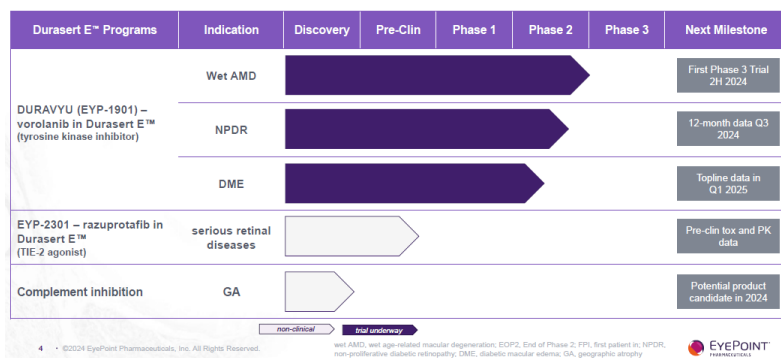 Durasert E™ Programs Indication Discovery Pre-Clin Phase 1 Phase 2 Phase 3 Next Milestone
Wet AMD
First Phase 3 Trial
2H 2024
DURAVYU (EYP-1901) –
vorolanib in Durasert E™
(tyrosine kinase inhibitor)
NPDR
12-month data Q3
2024
DME
Topline data in
Q1 2025
EYP-2301 – razuprotafib in
Durasert E™
(TIE-2 agonist)
serious retinal
diseases
Pre-clin tox and PK
data
Complement inhibition
GA
Potential product
candidate in 2024
non-clinical
trial underway
4 • ©2024 EyePoint Pharmaceuticals, Inc. All Rights Reserved.
wet AMD, wet age-related macular degeneration; EOP2, End of Phase 2; FPI, first patient in; NPDR,
non-proliferative diabetic retinopathy; DME, diabetic macular edema; GA, geographic atrophy
EYEPOINT
PHARMACEUTICALS